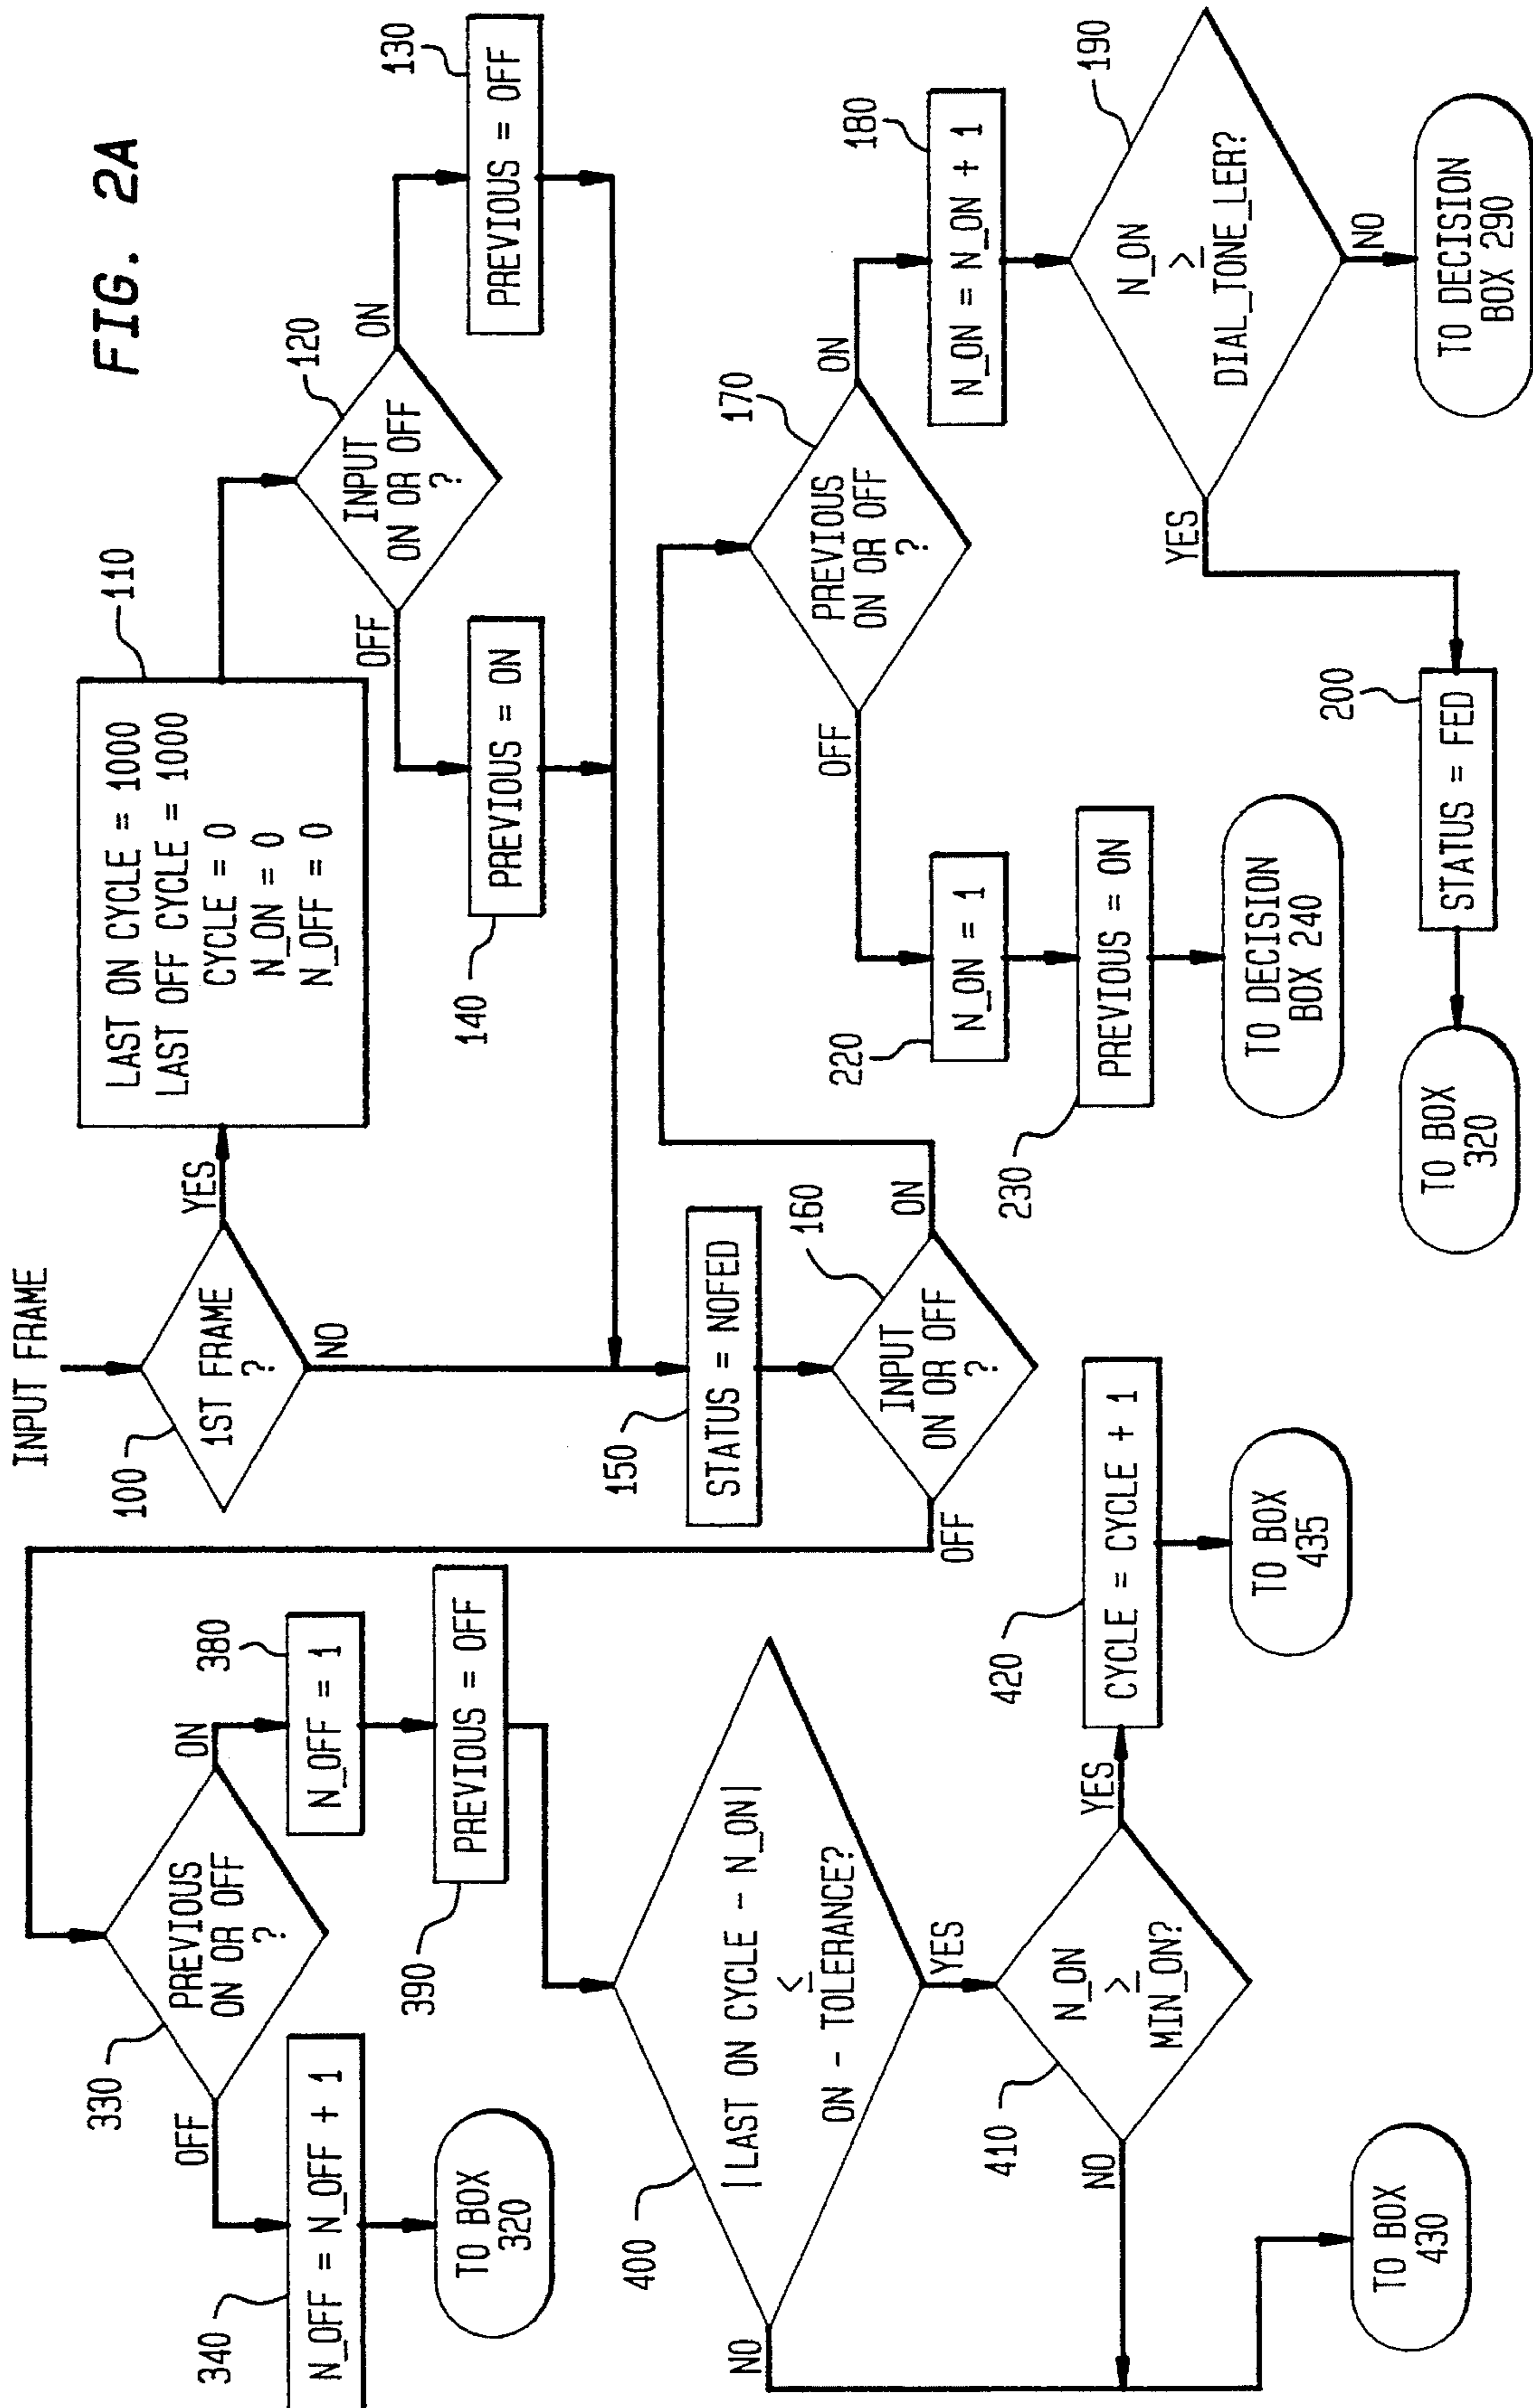 FIG. 2A
INPUT FRAME
100
1ST FRAME
?
YES
NO
110
LAST ON CYCLE = 1000
LAST OFF CYCLE = 1000
CYCLE = 0
N_ON = 0
N_OFF = 0
120
INPUT
ON OR OFF
?
OFF
ON
140
PREVIOUS = ON
130
PREVIOUS = OFF
150
STATUS = NOFED
160
INPUT
ON OR OFF
?
OFF
ON
330
PREVIOUS
ON OR OFF
?
OFF
ON
340
N_OFF = N_OFF + 1
TO BOX
320
380
N_OFF = 1
390
PREVIOUS = OFF
400
|LAST ON CYCLE - N_ON|
≤
ON - TOLERANCE?
NO
YES
410
N_ON
≥
MIN_ON?
NO
YES
TO BOX
430
420
CYCLE = CYCLE + 1
TO BOX
435
170
PREVIOUS
ON OR OFF
?
OFF
ON
220
N_ON = 1
230
PREVIOUS = ON
TO DECISION
BOX 240
180
N_ON = N_ON + 1
190
N_ON
≥
DIAL_TONE_LER?
YES
NO
200
STATUS = FED
TO BOX
320
TO DECISION
BOX 290